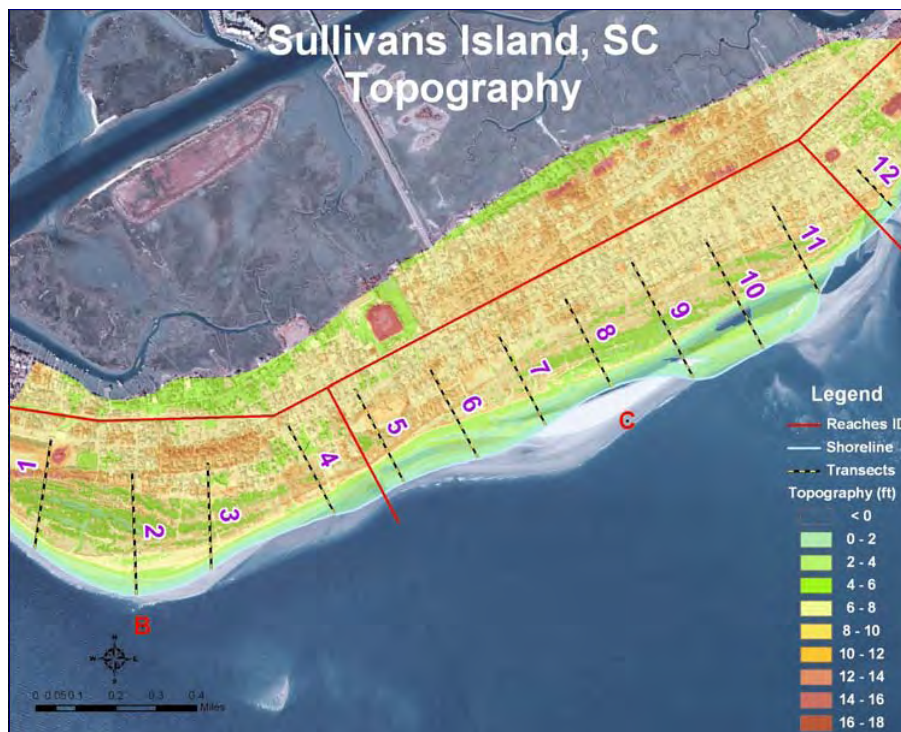 Sullivans Island, SC
Topography
12
11
10
9
8
7
6
5
4
3
2
1
C
B
N
W E
S
0 0.05 0.1 0.2 0.3 0.4
Miles
Legend
Reaches ID
Shoreline
Transects
Topography (ft)
< 0
0 - 2
2 - 4
4 - 6
6 - 8
8 - 10
10 - 12
12 - 14
14 - 16
16 - 18